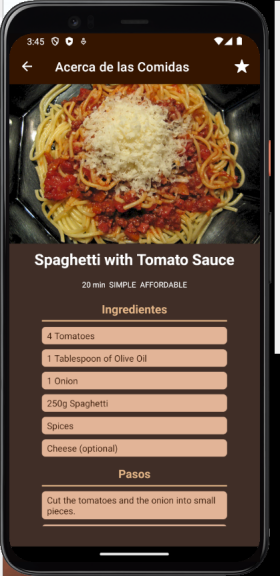 3:45
Acerca de las Comidas
Spaghetti with Tomato Sauce
20 min SIMPLE AFFORDABLE
Ingredientes
4 Tomatoes
1 Tablespoon of Olive Oil
1 Onion
250g Spaghetti
Spices
Cheese (optional)
Pasos
Cut the tomatoes and the onion into small
pieces.